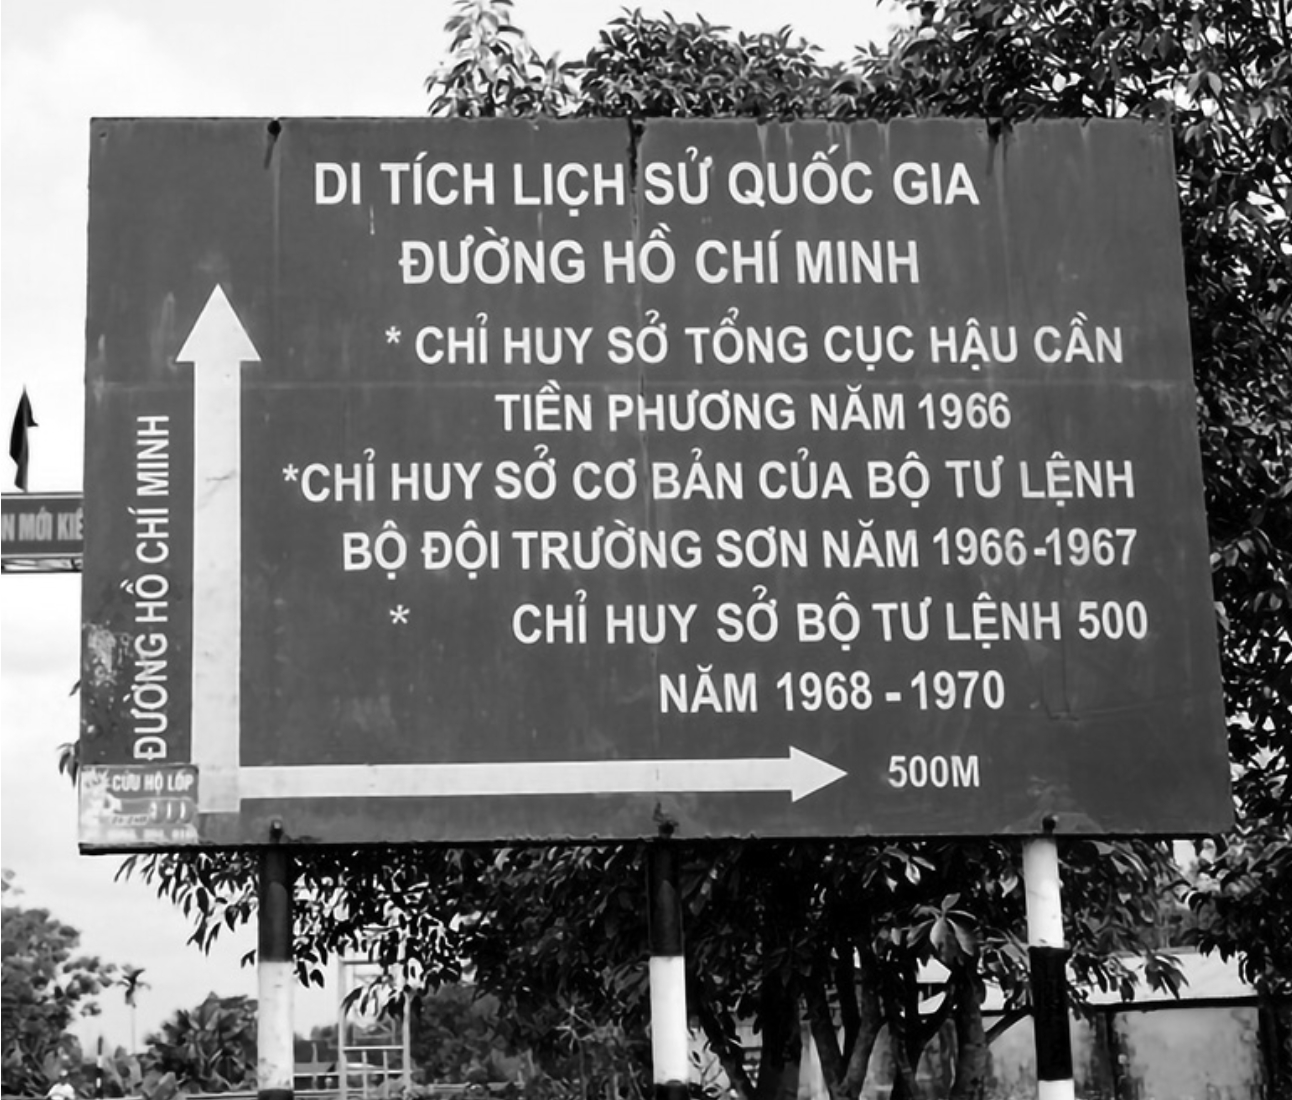 DI TÍCH LỊCH SỬ QUỐC GIA
ĐƯỜNG HỒ CHÍ MINH
* CHỈ HUY SỞ TỔNG CỤC HẬU CẦN
TIỀN PHƯƠNG NĂM 1966
*CHỈ HUY SỞ CƠ BẢN CỦA BỘ TƯ LỆNH
BỘ ĐỘI TRƯỜNG SƠN NĂM 1966-1967
* CHỈ HUY SỞ BỘ TƯ LỆNH 500
NĂM 1968 - 1970
500M
ĐƯỜNG HỒ CHÍ MINH
CỨU HỘ LỐP
N MỚI KIỂ